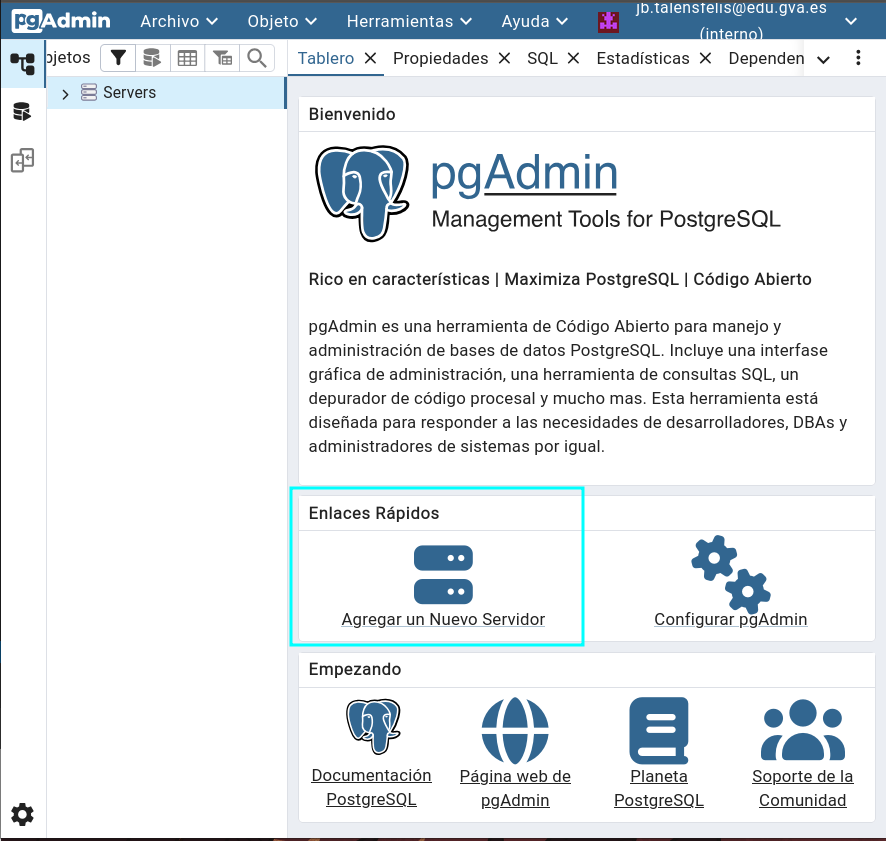 pgAdmin Archivo Objeto Herramientas Ayuda jb.talensfelis@edu.gva.es
(interno)
bjetos Tablero Propiedades SQL Estadísticas Dependen
Servers
Bienvenido
pgAdmin
Management Tools for PostgreSQL
Rico en características | Maximiza PostgreSQL | Código Abierto
pgAdmin es una herramienta de Código Abierto para manejo y
administración de bases de datos PostgreSQL. Incluye una interfase
gráfica de administración, una herramienta de consultas SQL, un
depurador de código procesal y mucho mas. Esta herramienta está
diseñada para responder a las necesidades de desarrolladores, DBAs y
administradores de sistemas por igual.
Enlaces Rápidos
Agregar un Nuevo Servidor Configurar pgAdmin
Empezando
Documentación
PostgreSQL
Página web de
pgAdmin
Planeta
PostgreSQL
Soporte de la
Comunidad